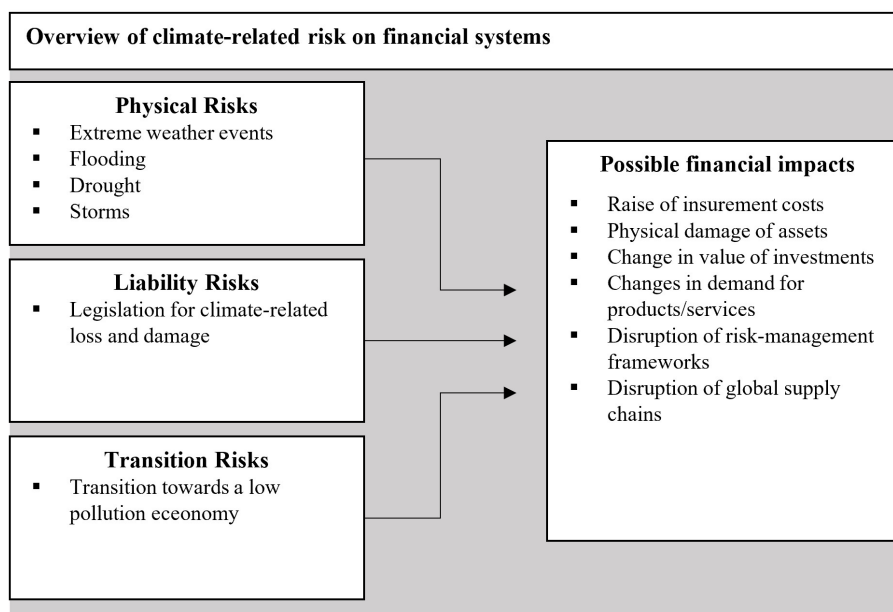 Overview of climate-related risk on financial systems
Physical Risks
▪ Extreme weather events
▪ Flooding
▪ Drought
▪ Storms
Liability Risks
▪ Legislation for climate-related
loss and damage
Transition Risks
▪ Transition towards a low
pollution eceonomy
Possible financial impacts
▪ Raise of insurement costs
▪ Physical damage of assets
▪ Change in value of investments
▪ Changes in demand for
products/services
▪ Disruption of risk-management
frameworks
▪ Disruption of global supply
chains